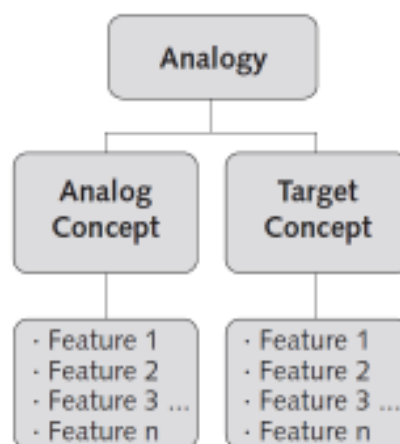 Analogy
Analog
Concept
Target
Concept
· Feature 1
· Feature 2
· Feature 3 ...
· Feature n
· Feature 1
· Feature 2
· Feature 3 ...
· Feature n